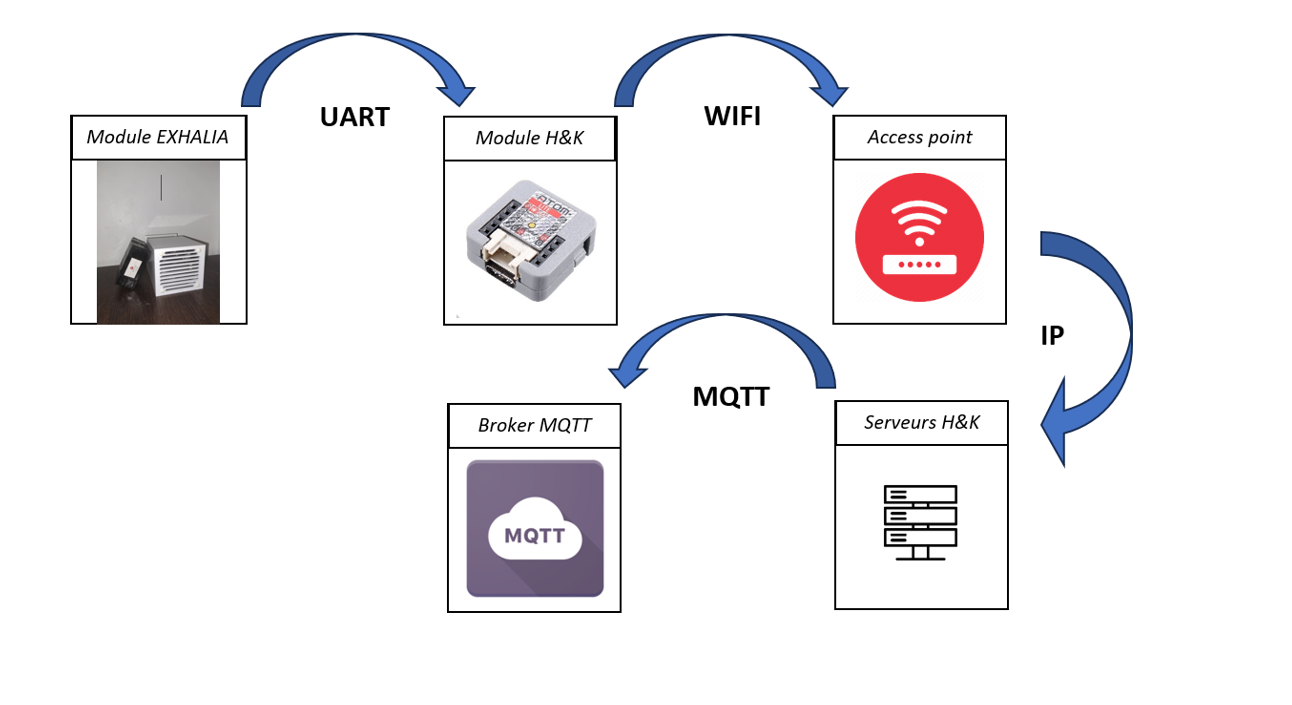 UART
WIFI
Module EXHALIA
Module H&K
Access point
ATOM
IP
MQTT
Broker MQTT
Serveurs H&K
MQTT